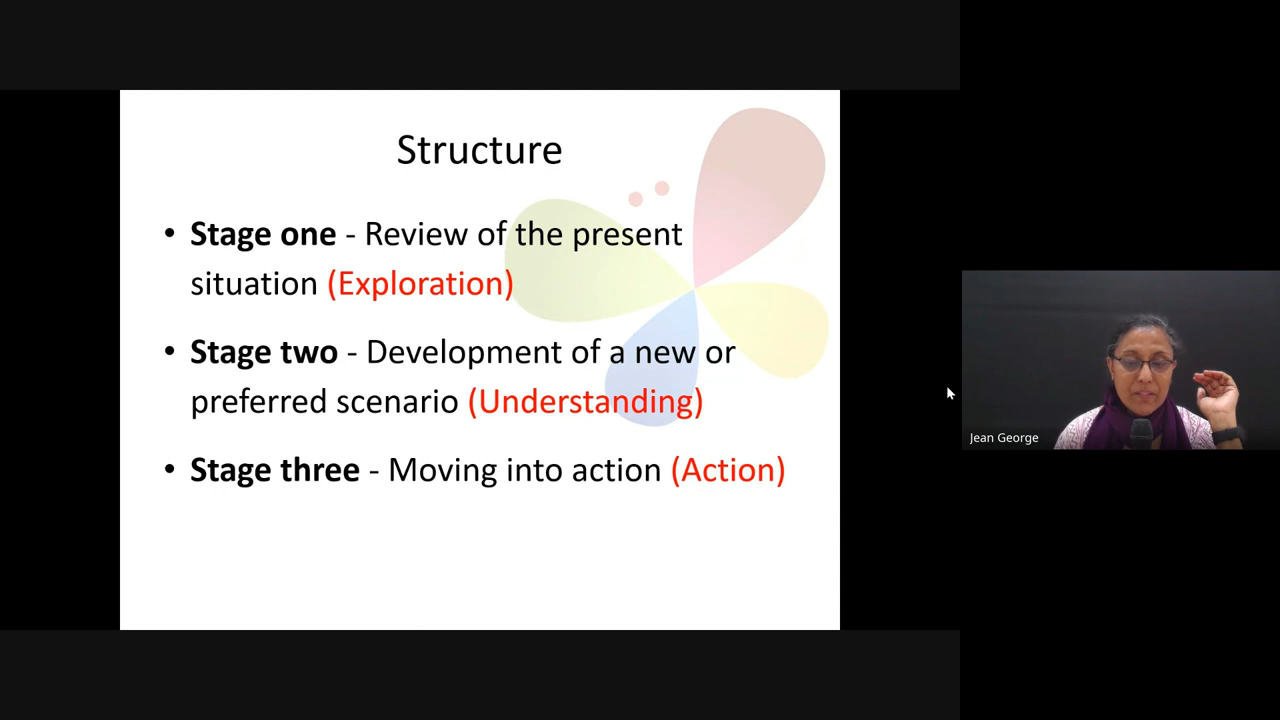 Structure
• Stage one - Review of the present
situation (Exploration)
• Stage two - Development of a new or
preferred scenario (Understanding)
• Stage three - Moving into action (Action)
Jean George